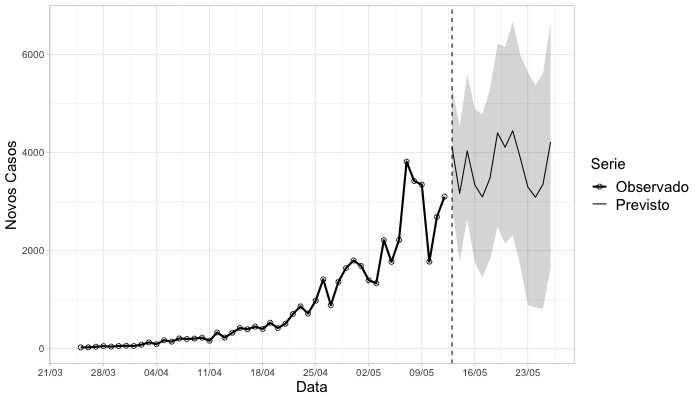 6000
4000
2000
0
Novos Casos
21/03 28/03 04/04 11/04 18/04 25/04 02/05 09/05 16/05 23/05
Data
Serie
Observado
Previsto